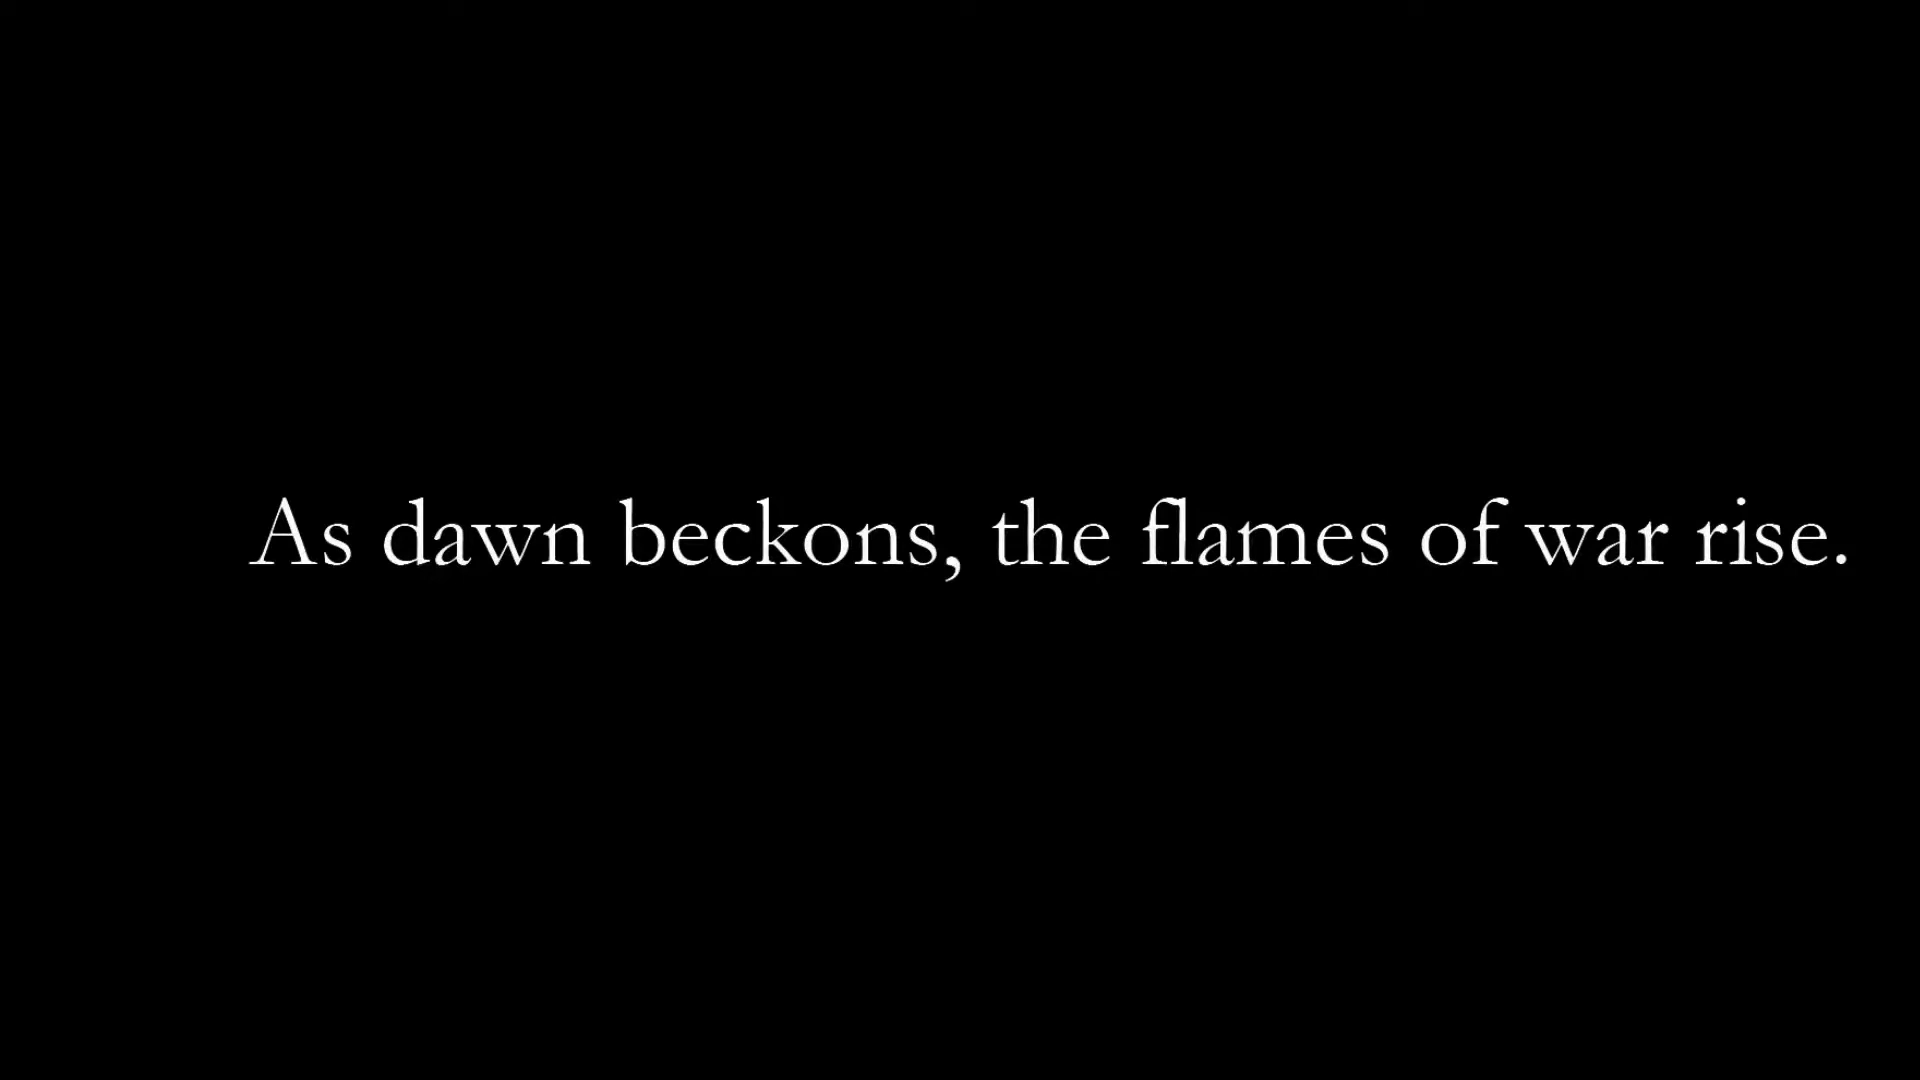 As dawn beckons, the flames of war rise.